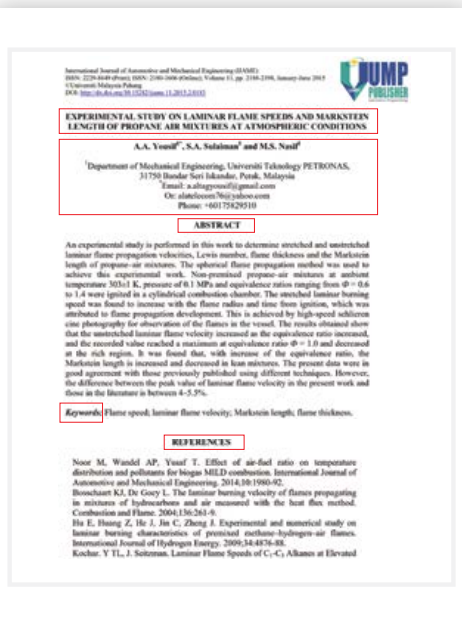 International Journal of Automotive and Mechanical Engineering (IJAME)
ISSN: 2229-8649 (Print); ISSN: 2180-1606 (Online); Volume 11, pp. 2188-2198, January-June 2015
©Universiti Malaysia Pahang
DOI:
UMP
PUBLISHER
EXPERIMENTAL STUDY ON LAMINAR FLAME SPEEDS AND MARKSTEIN
LENGTH OF PROPANE AIR MIXTURES AT ATMOSPHERIC CONDITIONS
A.A. Yousif, S.A. Sulaiman and M.S. Nasif
Department of Mechanical Engineering, Universiti Teknology PETRONAS,
31750 Bandar Seri Iskandar, Perak, Malaysia
Email: a.altagyousif@gmail.com
Or: alatelecom76@yahoo.com
Phone: +60175829510
ABSTRACT
An experimental study is performed in this work to determine stretched and unstretched
laminar flame propagation velocities, Lewis number, flame thickness and the Markstein
length of propane–air mixtures. The spherical flame propagation method was used to
achieve this experimental work. Non-premixed propane–air mixtures at ambient
temperature 303±1 K, pressure of 0.1 MPa and equivalence ratios ranging from Φ = 0.6
to 1.4 were ignited in a cylindrical combustion chamber. The stretched laminar burning
speed was found to increase with the flame radius and time from ignition, which was
attributed to flame propagation development. This is achieved by high-speed schlieren
cine photography for observation of the flames in the vessel. The results obtained show
that the unstretched laminar flame velocity increased as the equivalence ratio increased,
and the recorded value reached a maximum at equivalence ratio Φ = 1.0 and decreased
at the rich region. It was found that, with increase of the equivalence ratio, the
Markstein length is increased and decreased in lean mixtures. The present data were in
good agreement with those previously published using different techniques. However,
the difference between the peak value of laminar flame velocity in the present work and
those in the literature is between 4–5.5%.
Keywords: Flame speed; laminar flame velocity; Markstein length; flame thickness.
REFERENCES
Noor M, Wandel AP, Yusaf T. Effect of air-fuel ratio on temperature
distribution and pollutants for biogas MILD combustion. International Journal of
Automotive and Mechanical Engineering. 2014;10:1980-92.
Bosschaart KJ, De Goey L. The laminar burning velocity of flames propagating
in mixtures of hydrocarbons and air measured with the heat flux method.
Combustion and Flame. 2004;136:261-9.
Hu E, Huang Z, He J, Jin C, Zheng J. Experimental and numerical study on
laminar burning characteristics of premixed methane–hydrogen–air flames.
International Journal of Hydrogen Energy. 2009;34:4876-88.
Kochar. Y TL, J. Seitzman. Laminar Flame Speeds of C₁-C₃ Alkanes at Elevated